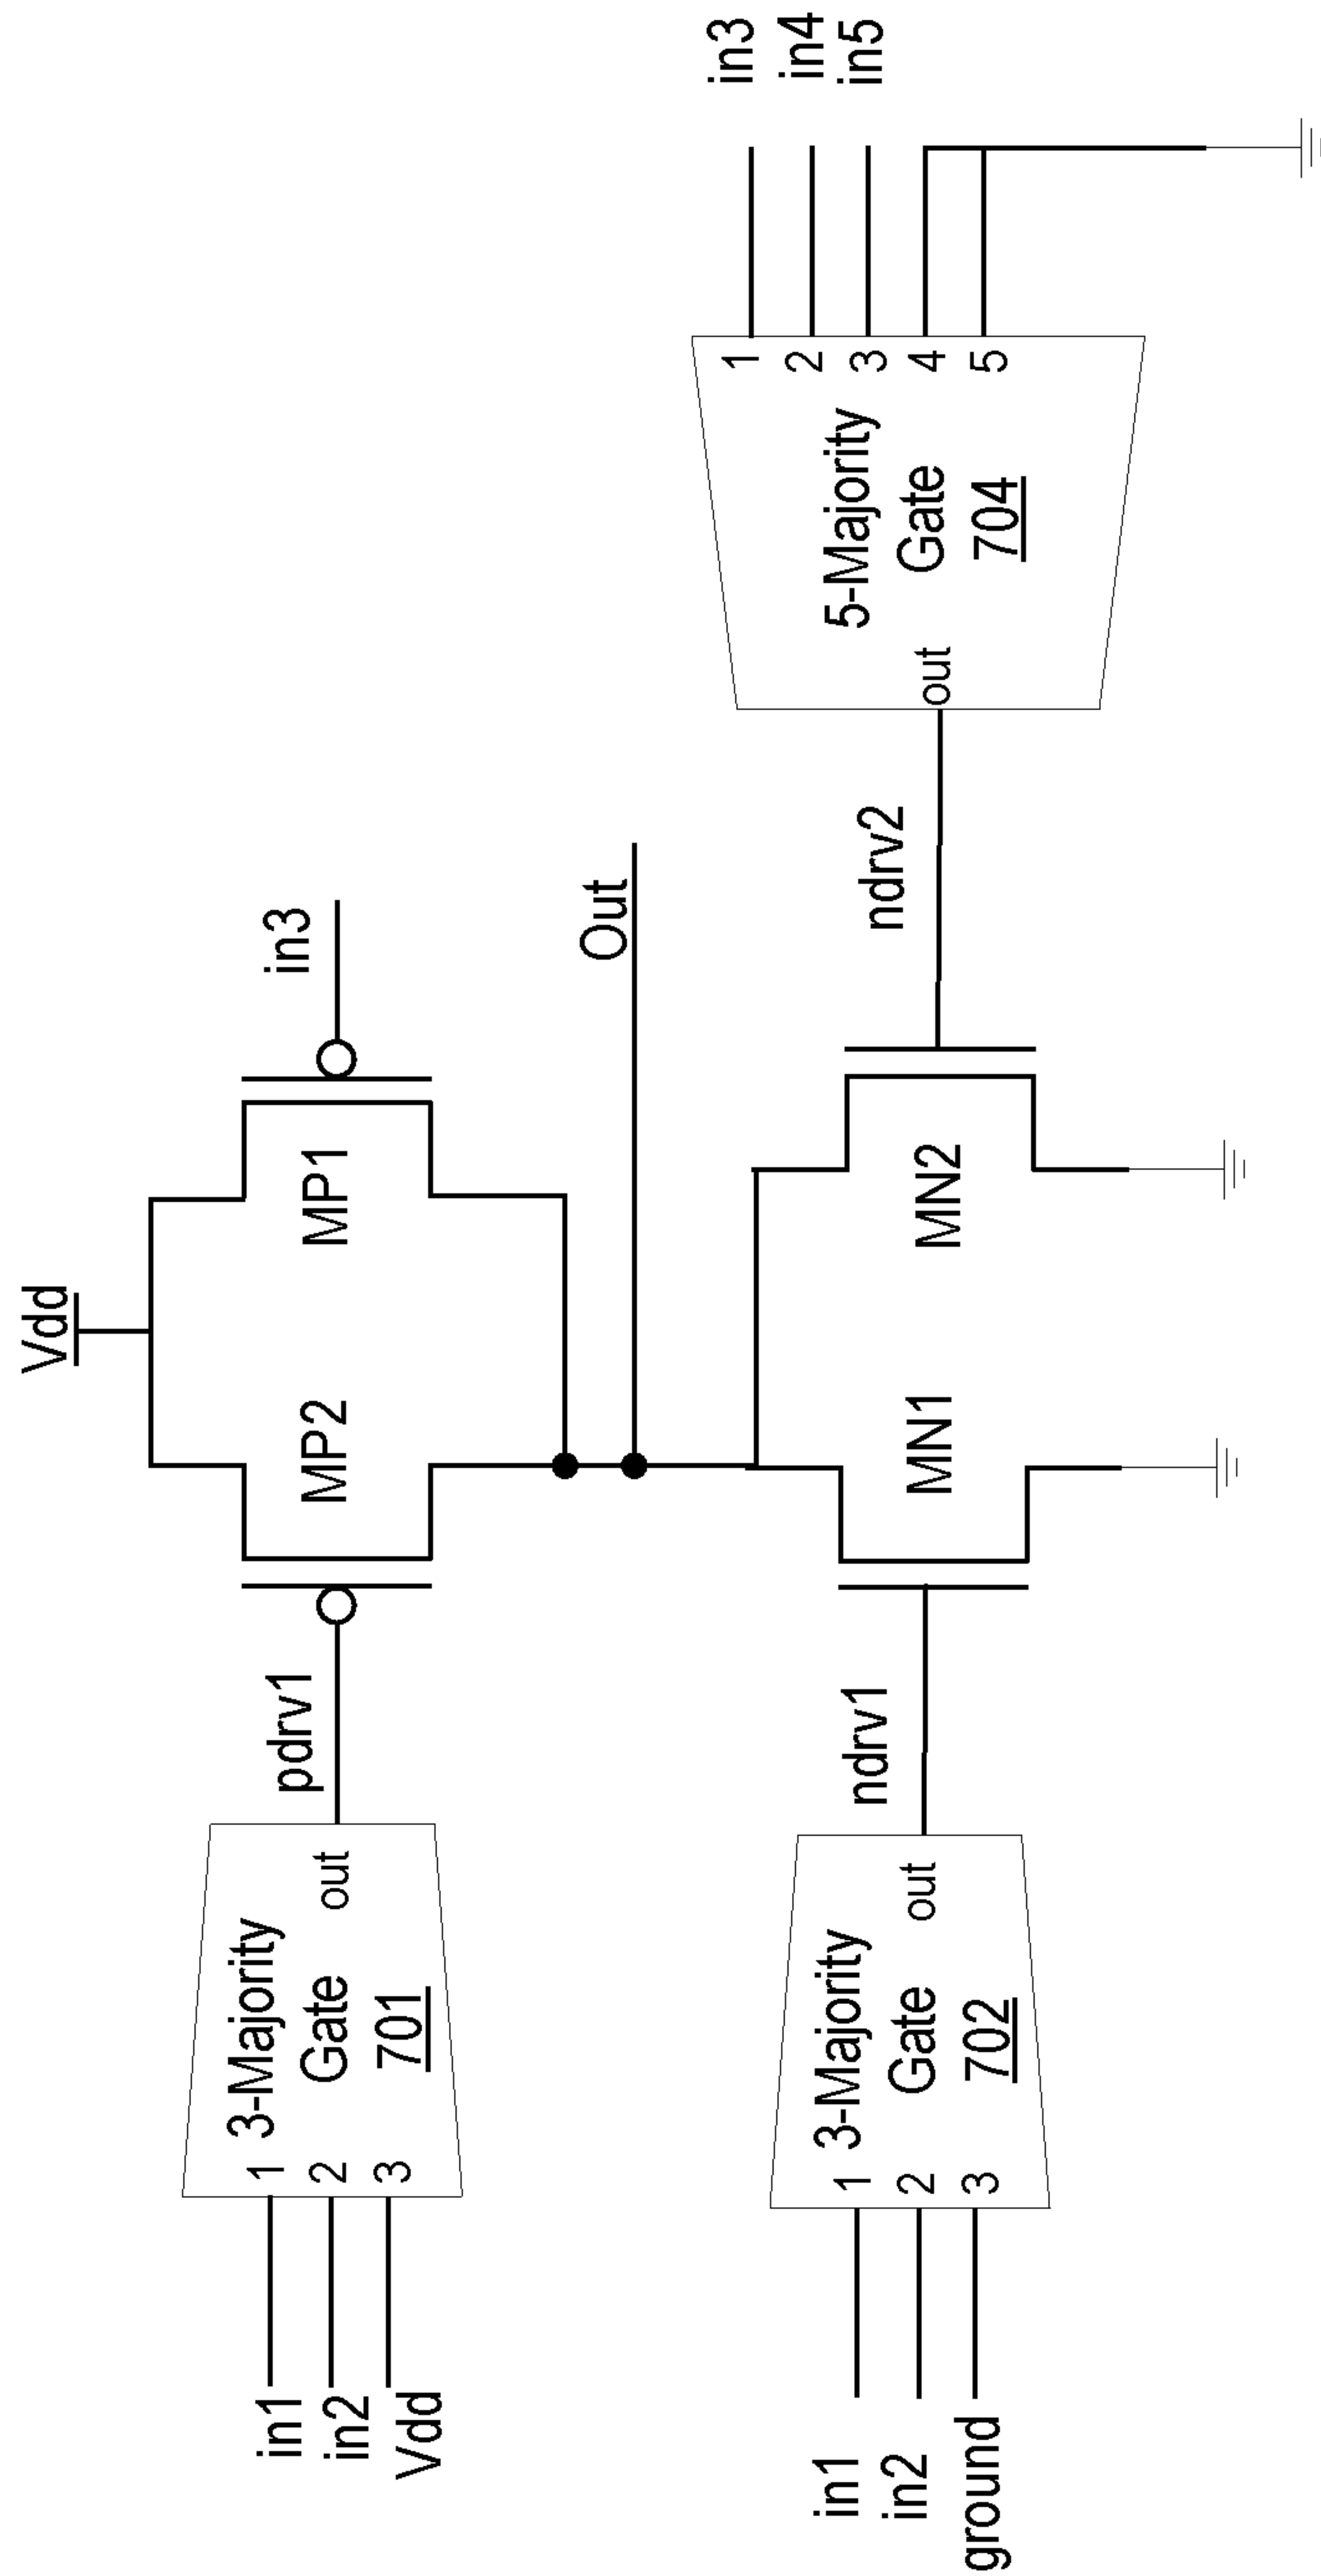 in1
in2
Vdd
1
2
3
3-Majority
Gate
701
out
pdrv1
MP2
Vdd
MP1
in3
Out
in1
in2
ground
1
2
3
3-Majority
Gate
702
out
ndrv1
MN1
MN2
ndrv2
out
5-Majority
Gate
704
1
2
3
4
5
in3
in4
in5